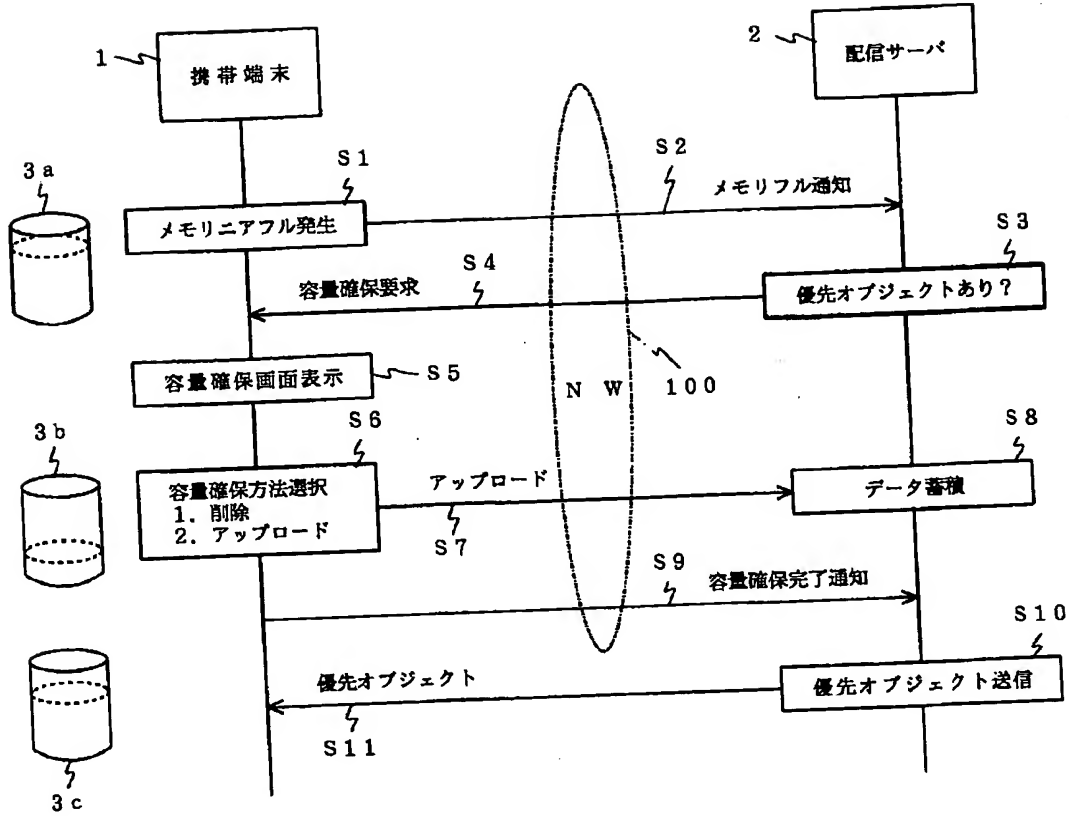 1
携帯端末
2
配信サーバ
3a
S1
S2
メモリフル通知
メモリニアフル発生
S3
S4
容量確保要求
優先オブジェクトあり?
容量確保画面表示
S5
NW
100
3b
S6
S8
容量確保方法選択
1. 削除
2. アップロード
アップロード
S7
データ蓄積
S9
容量確保完了通知
S10
優先オブジェクト
優先オブジェクト送信
S11
3c